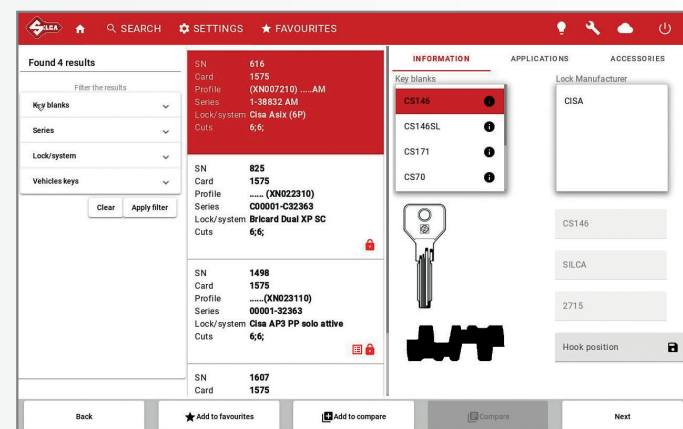 SILCA
SEARCH
SETTINGS
FAVOURITES
Found 4 results
Filter the results
Key blanks
Series
Lock/system
Vehicles keys
Clear
Apply filter
SN 616
Card 1575
Profile (XN007210) .....AM
Series 1-38832 AM
Lock/system Cisa Asix (6P)
Cuts 6;6;
SN 825
Card 1575
Profile ...... (XN022310)
Series C00001-C32363
Lock/system Bricard Dual XP SC
Cuts 6;6;
SN 1498
Card 1575
Profile ......(XN023110)
Series 00001-32363
Lock/system Cisa AP3 PP solo attive
Cuts 6;6;
SN 1607
Card 1575
INFORMATION
APPLICATIONS
ACCESSORIES
Key blanks
CS146
CS146SL
CS171
CS70
Lock Manufacturer
CISA
CS146
SILCA
2715
Hook position
Back
Add to favourites
Add to compare
Compare
Next